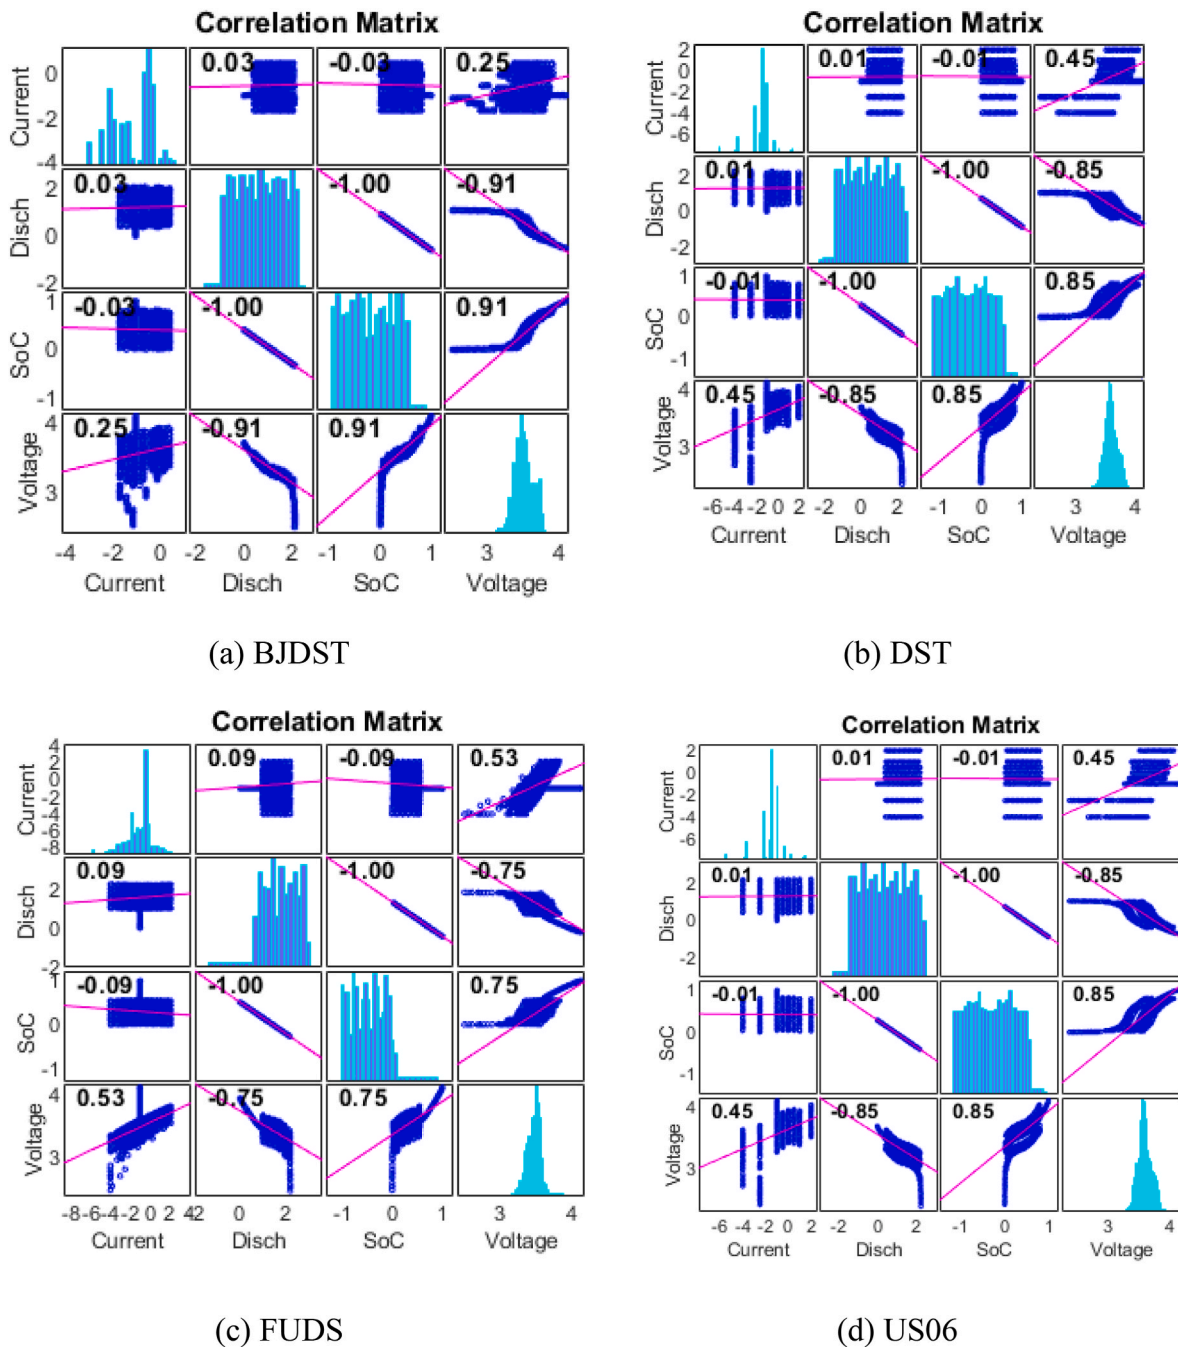 Correlation Matrix
0.03 -0.03 0.25
0 -2 -4
Current
0.03 -1.00 -0.91
2 0 -2
Disch
-0.03 -1.00 0.91
1 0 -1
SoC
0.25 -0.91 0.91
4 3
Voltage
-4 -2 0 -2 0 2 -1 0 1 3 4
Current Disch SoC Voltage
(a) BJDST
Correlation Matrix
0.01 -0.01 0.45
2 0 -2 -4 -6
Current
0.01 -1.00 -0.85
2 0 -2
Disch
-0.01 -1.00 0.85
1 0 -1
SoC
0.45 -0.85 0.85
4 3
Voltage
-6 -4 -2 0 2 -2 0 2 -1 0 1 3 4
Current Disch SoC Voltage
(b) DST
Correlation Matrix
0.09 -0.09 0.53
4 2 0 -2 -4 -6 -8
Current
0.09 -1.00 -0.75
2 0 -2
Disch
-0.09 -1.00 0.75
1 0 -1
SoC
0.53 -0.75 0.75
4 3
Voltage
-8 -6 -4 -2 0 2 4 -2 0 2 -1 0 1 3 4
Current Disch SoC Voltage
(c) FUDS
Correlation Matrix
0.01 -0.01 0.45
2 0 -2 -4 -6
Current
0.01 -1.00 -0.85
2 0 -2
Disch
-0.01 -1.00 0.85
1 0 -1
SoC
0.45 -0.85 0.85
4 3
Voltage
-6 -4 -2 0 2 -2 0 2 -1 0 1 3 4
Current Disch SoC Voltage
(d) US06